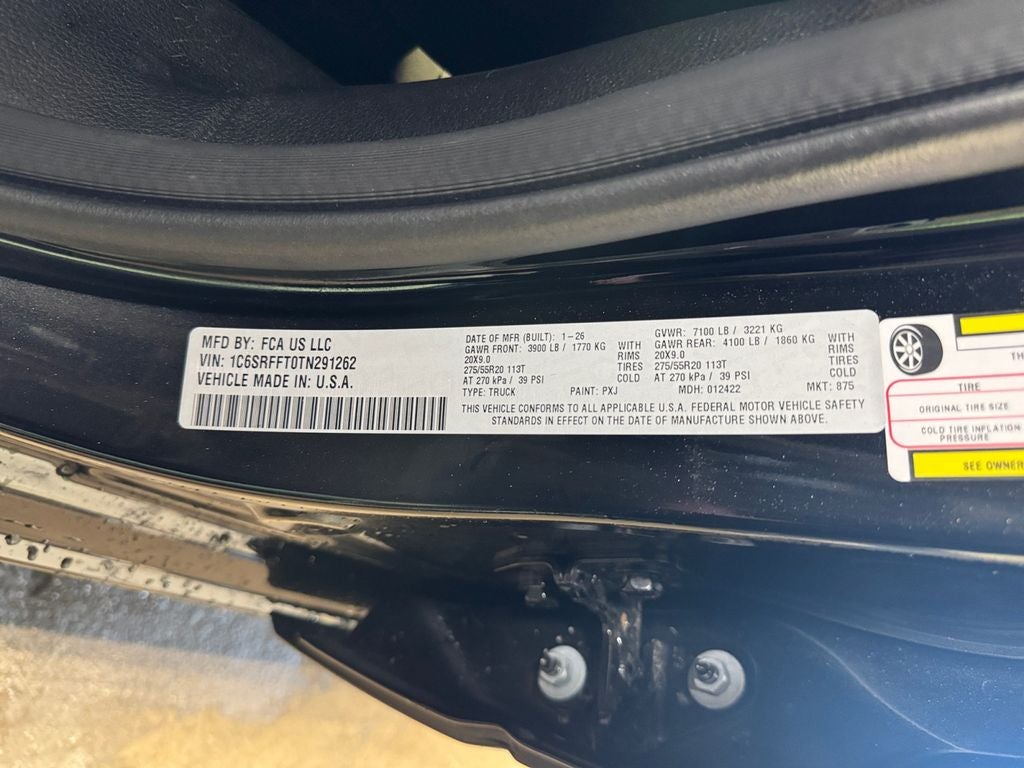 MFD BY: FCA US LLC
VIN: 1C6SRFFT0TN291262
VEHICLE MADE IN U.S.A.
DATE OF MFR (BUILT): 1-26
GAWR FRONT: 3900 LB / 1770 KG WITH
20X9.0 RIMS
275/55R20 113T TIRES
AT 270 kPa / 39 PSI COLD
TYPE: TRUCK PAINT: PXJ
GVWR: 7100 LB / 3221 KG
GAWR REAR: 4100 LB / 1860 KG WITH
20X9.0 RIMS
275/55R20 113T TIRES
AT 270 kPa / 39 PSI COLD
MDH: 012422 MKT: 875
THIS VEHICLE CONFORMS TO ALL APPLICABLE U.S.A. FEDERAL MOTOR VEHICLE SAFETY
STANDARDS IN EFFECT ON THE DATE OF MANUFACTURE SHOWN ABOVE.
TH
TIRE
ORIGINAL TIRE SIZE
COLD TIRE INFLATION
PRESSURE
SEE OWNER